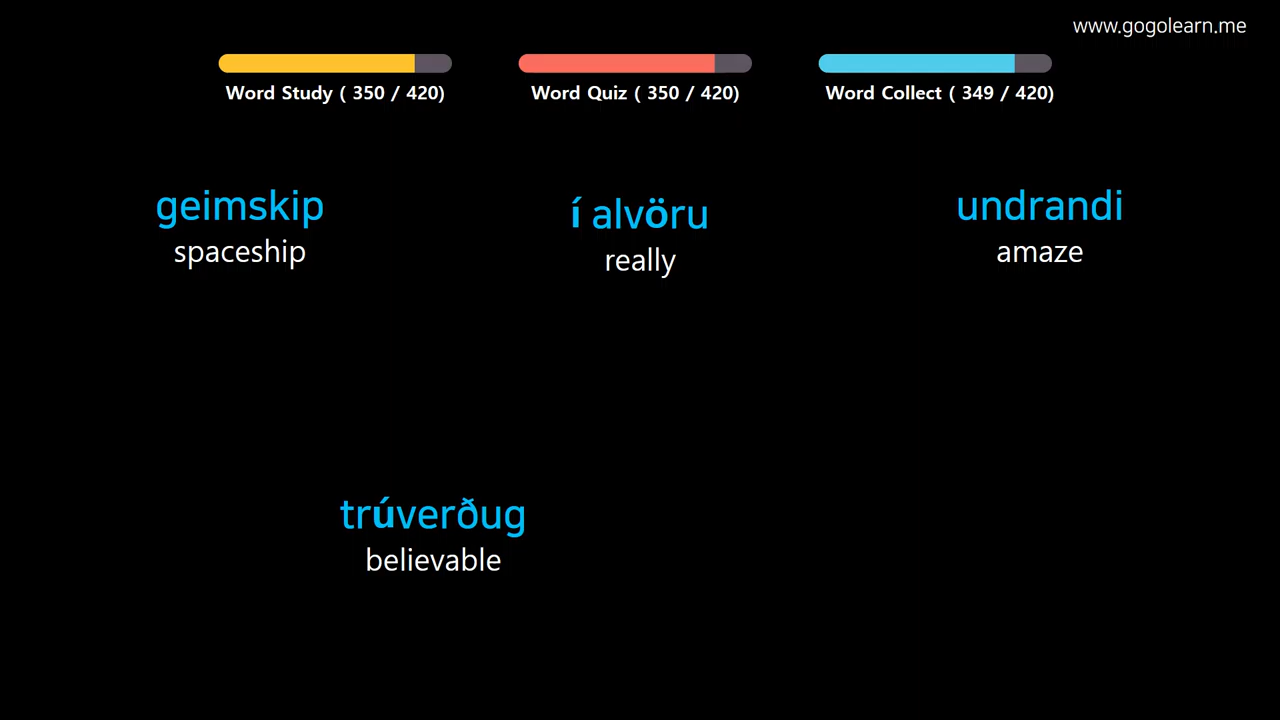 www.gogolearn.me
Word Study ( 350 / 420)
Word Quiz ( 350 / 420)
Word Collect ( 349 / 420)
geimskip
spaceship
í alvöru
really
undrandi
amaze
trúverðug
believable